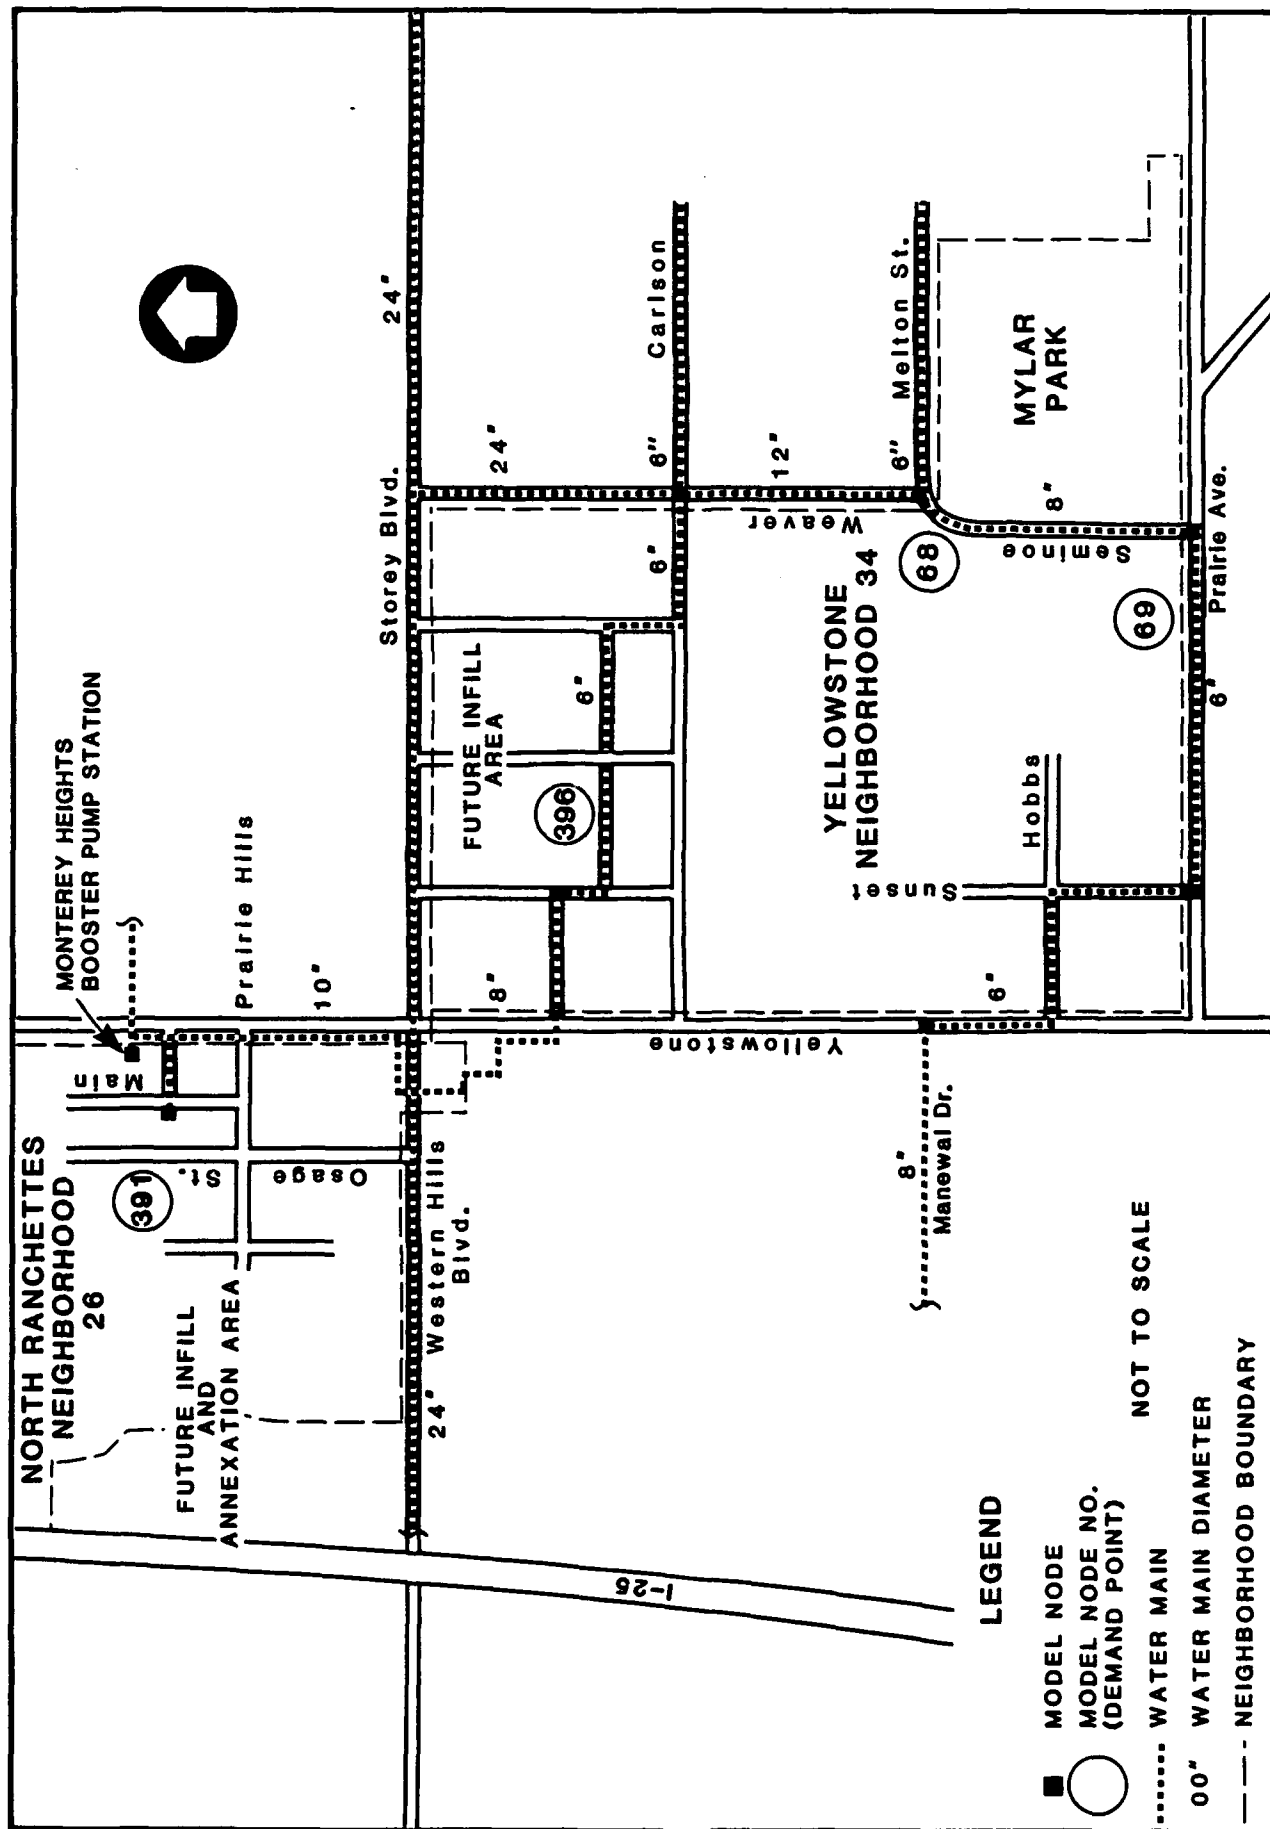 NORTH RANCHETTES
NEIGHBORHOOD
26
MONTEREY HEIGHTS
BOOSTER PUMP STATION
Main
391
St.
Osage
Prairie Hills
10"
FUTURE INFILL
AND
ANNEXATION AREA
24"
Western Hills
Blvd.
Storey Blvd.
24"
I-25
8"
FUTURE INFILL
AREA
396
6"
6"
6"
24"
Carlson
Yellowstone
8"
Manewal Dr.
6"
YELLOWSTONE
NEIGHBORHOOD 34
Weaver
12"
6"
Melton St.
68
Sunset
Hobbs
Seminoe
8"
MYLAR
PARK
69
6"
Prairie Ave.
NOT TO SCALE
LEGEND
MODEL NODE
MODEL NODE NO.
(DEMAND POINT)
WATER MAIN
00" WATER MAIN DIAMETER
NEIGHBORHOOD BOUNDARY